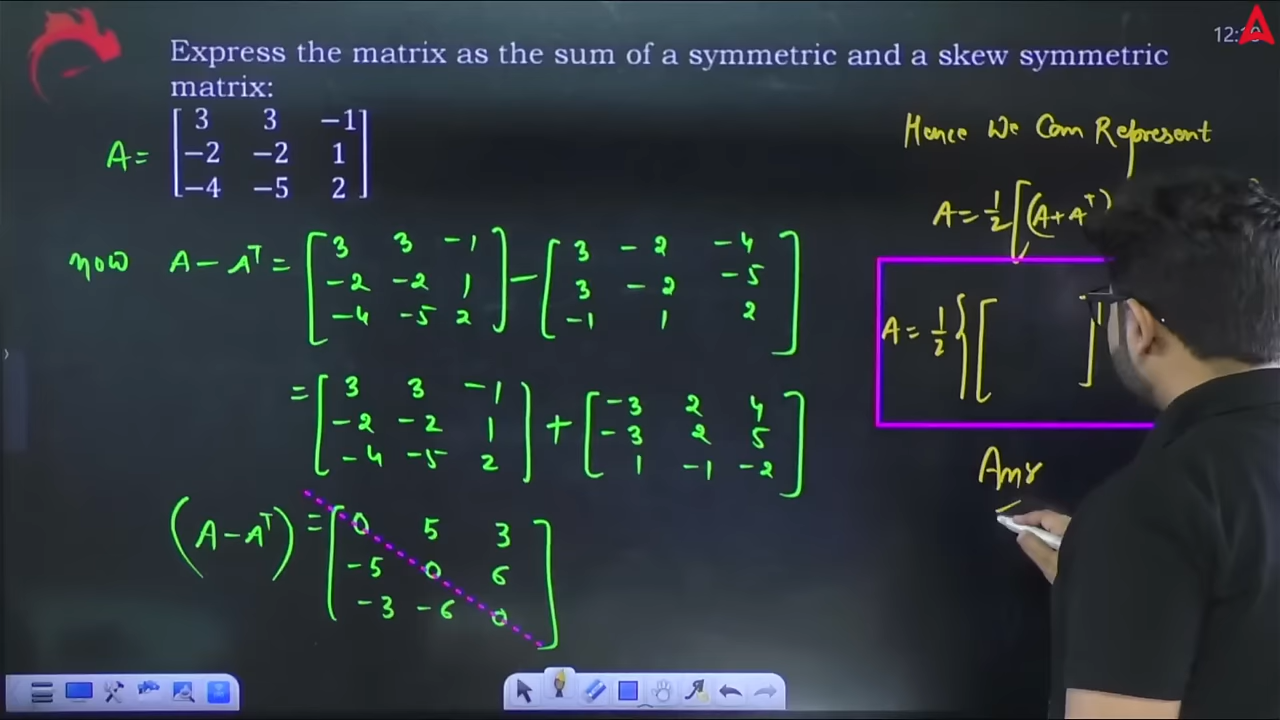 12:
Express the matrix as the sum of a symmetric and a skew symmetric
matrix:
A = [3 3 −1
−2 −2 1
−4 −5 2]
now A − Aᵀ = [3 3 −1
−2 −2 1
−4 −5 2] − [3 −2 −4
3 −2 −5
−1 1 2]
= [3 3 −1
−2 −2 1
−4 −5 2] + [−3 2 4
−3 2 5
1 −1 −2]
(A − Aᵀ) = [0 5 3
−5 0 6
−3 −6 0]
Hence We Can Represent
A = 1/2 [(A + Aᵀ)
A = 1/2 {[ ]
Ans